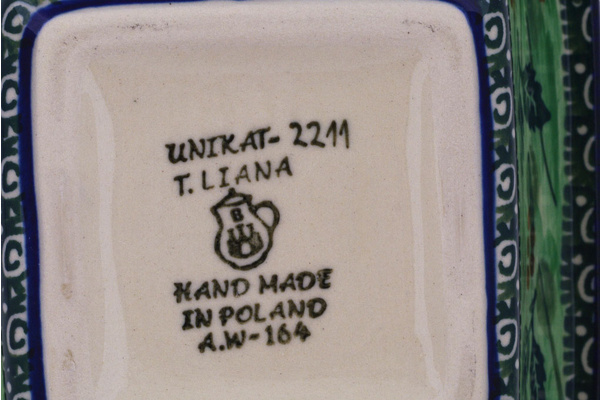 UNIKAT- 2211
T. LIANA
B
HAND MADE
IN POLAND
A.W-164